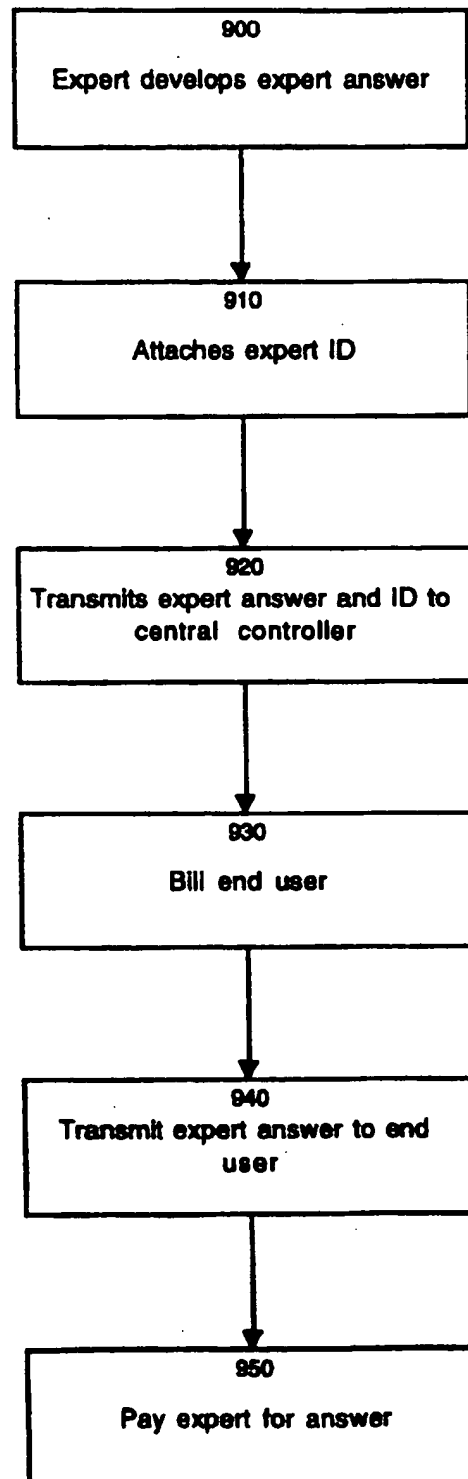 900
Expert develops expert answer
910
Attaches expert ID
920
Transmits expert answer and ID to
central controller
930
Bill end user
940
Transmit expert answer to end
user
950
Pay expert for answer